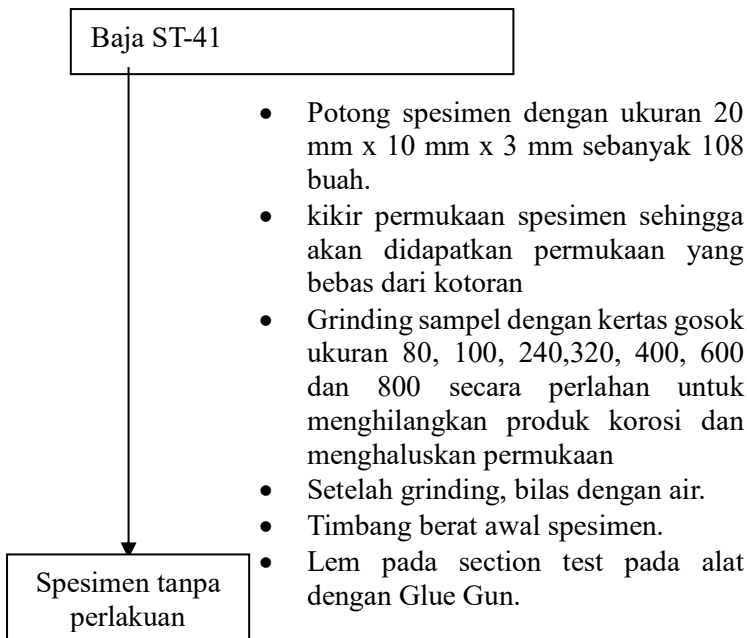 Baja ST-41
• Potong spesimen dengan ukuran 20
mm x 10 mm x 3 mm sebanyak 108
buah.
• kikir permukaan spesimen sehingga
akan didapatkan permukaan yang
bebas dari kotoran
• Grinding sampel dengan kertas gosok
ukuran 80, 100, 240,320, 400, 600
dan 800 secara perlahan untuk
menghilangkan produk korosi dan
menghaluskan permukaan
• Setelah grinding, bilas dengan air.
• Timbang berat awal spesimen.
• Lem pada section test pada alat
dengan Glue Gun.
Spesimen tanpa
perlakuan